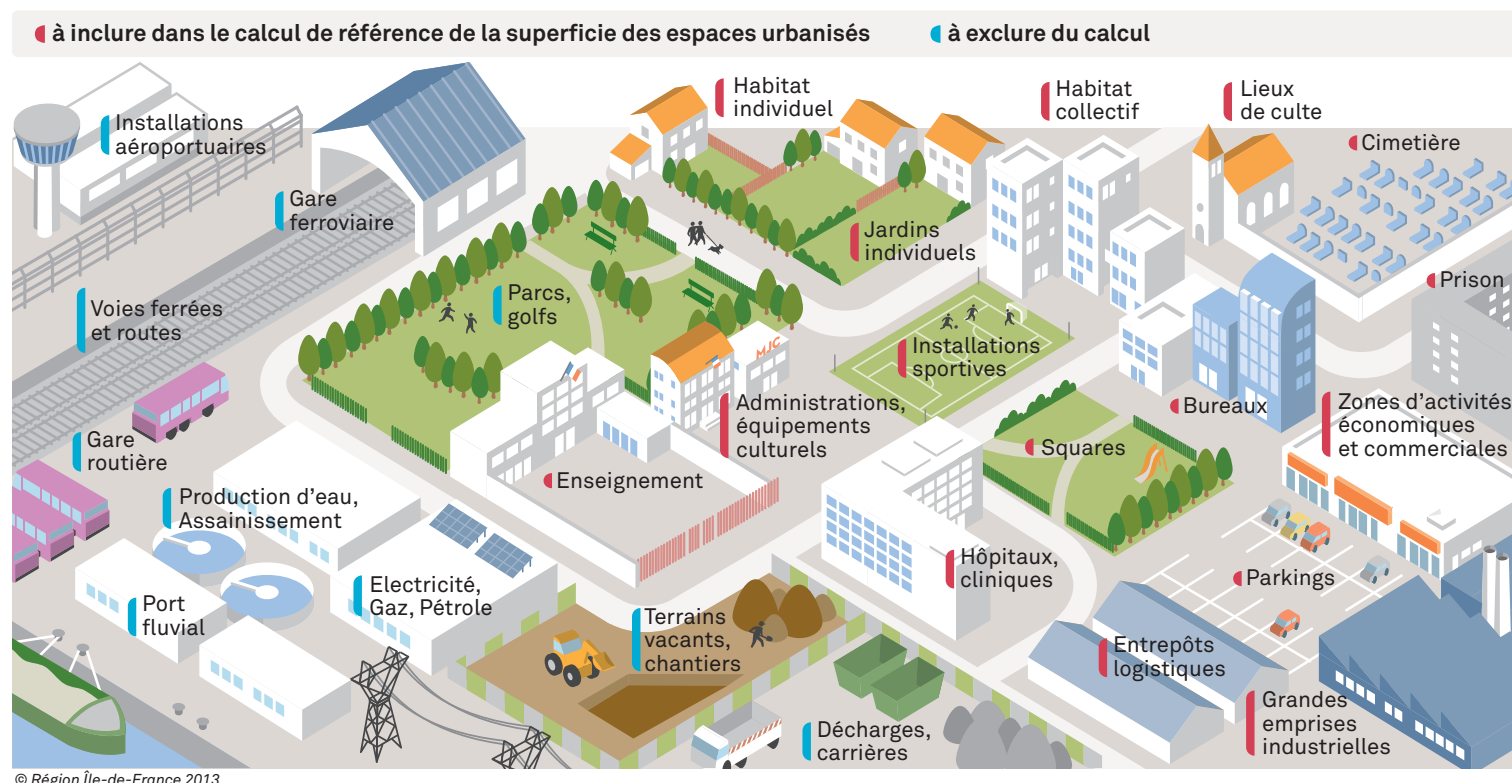 à inclure dans le calcul de référence de la superficie des espaces urbanisés
à exclure du calcul
Installations
aéroportuaires
Habitat
individuel
Habitat
collectif
Lieux
de culte
Cimetière
Gare
ferroviaire
Jardins
individuels
Prison
Voies ferrées
et routes
Parcs,
golfs
Installations
sportives
MJC
Administrations,
équipements
culturels
Bureaux
Zones d'activités
économiques
et commerciales
Gare
routière
Squares
Enseignement
Production d'eau,
Assainissement
Hôpitaux,
cliniques
Parkings
Electricité,
Gaz, Pétrole
Port
fluvial
Terrains
vacants,
chantiers
Entrepôts
logistiques
Grandes
emprises
industrielles
Décharges,
carrières
© Région Île-de-France 2013